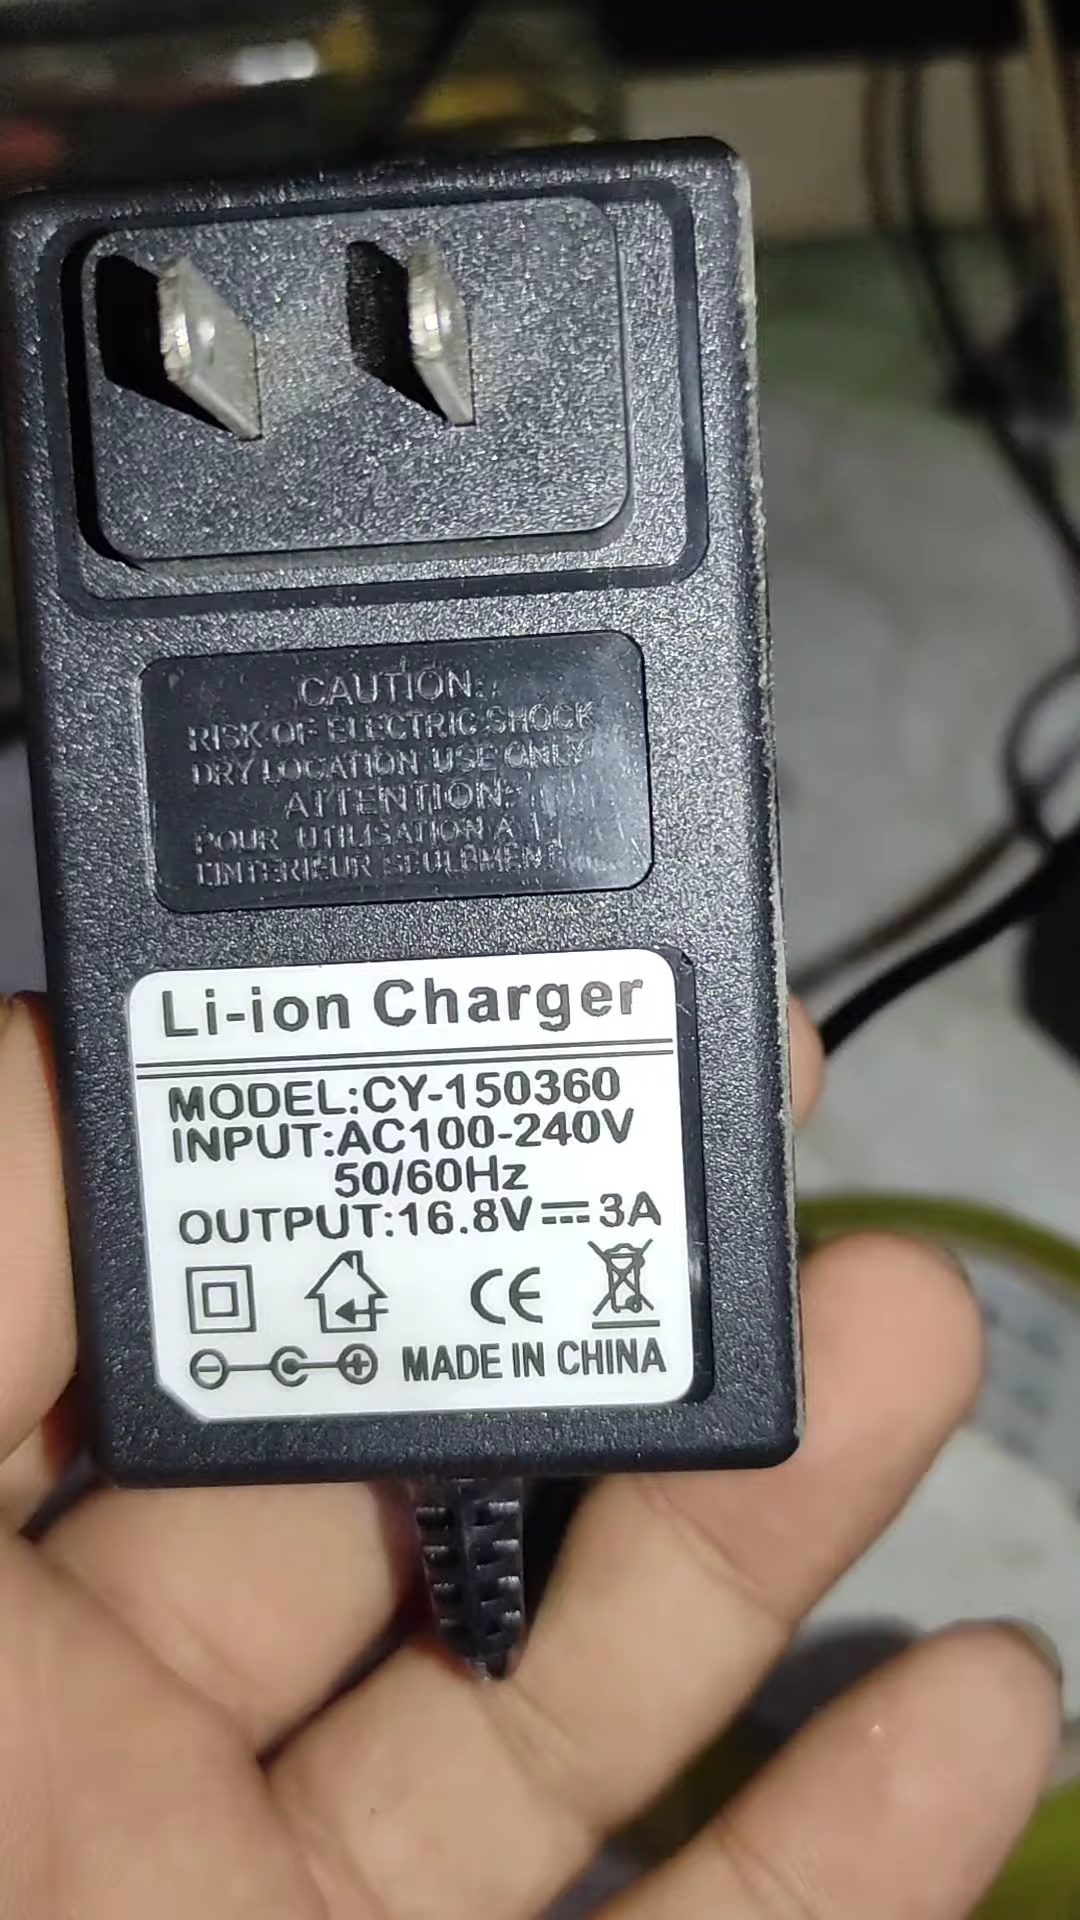 CAUTION:
RISK OF ELECTRIC SHOCK
DRY LOCATION USE ONLY
ATTENTION:
POUR UTILISATION A
L'INTERIEUR SEULEMENT
Li-ion Charger
MODEL:CY-150360
INPUT:AC100-240V
50/60Hz
OUTPUT:16.8V⎓3A
CE
MADE IN CHINA